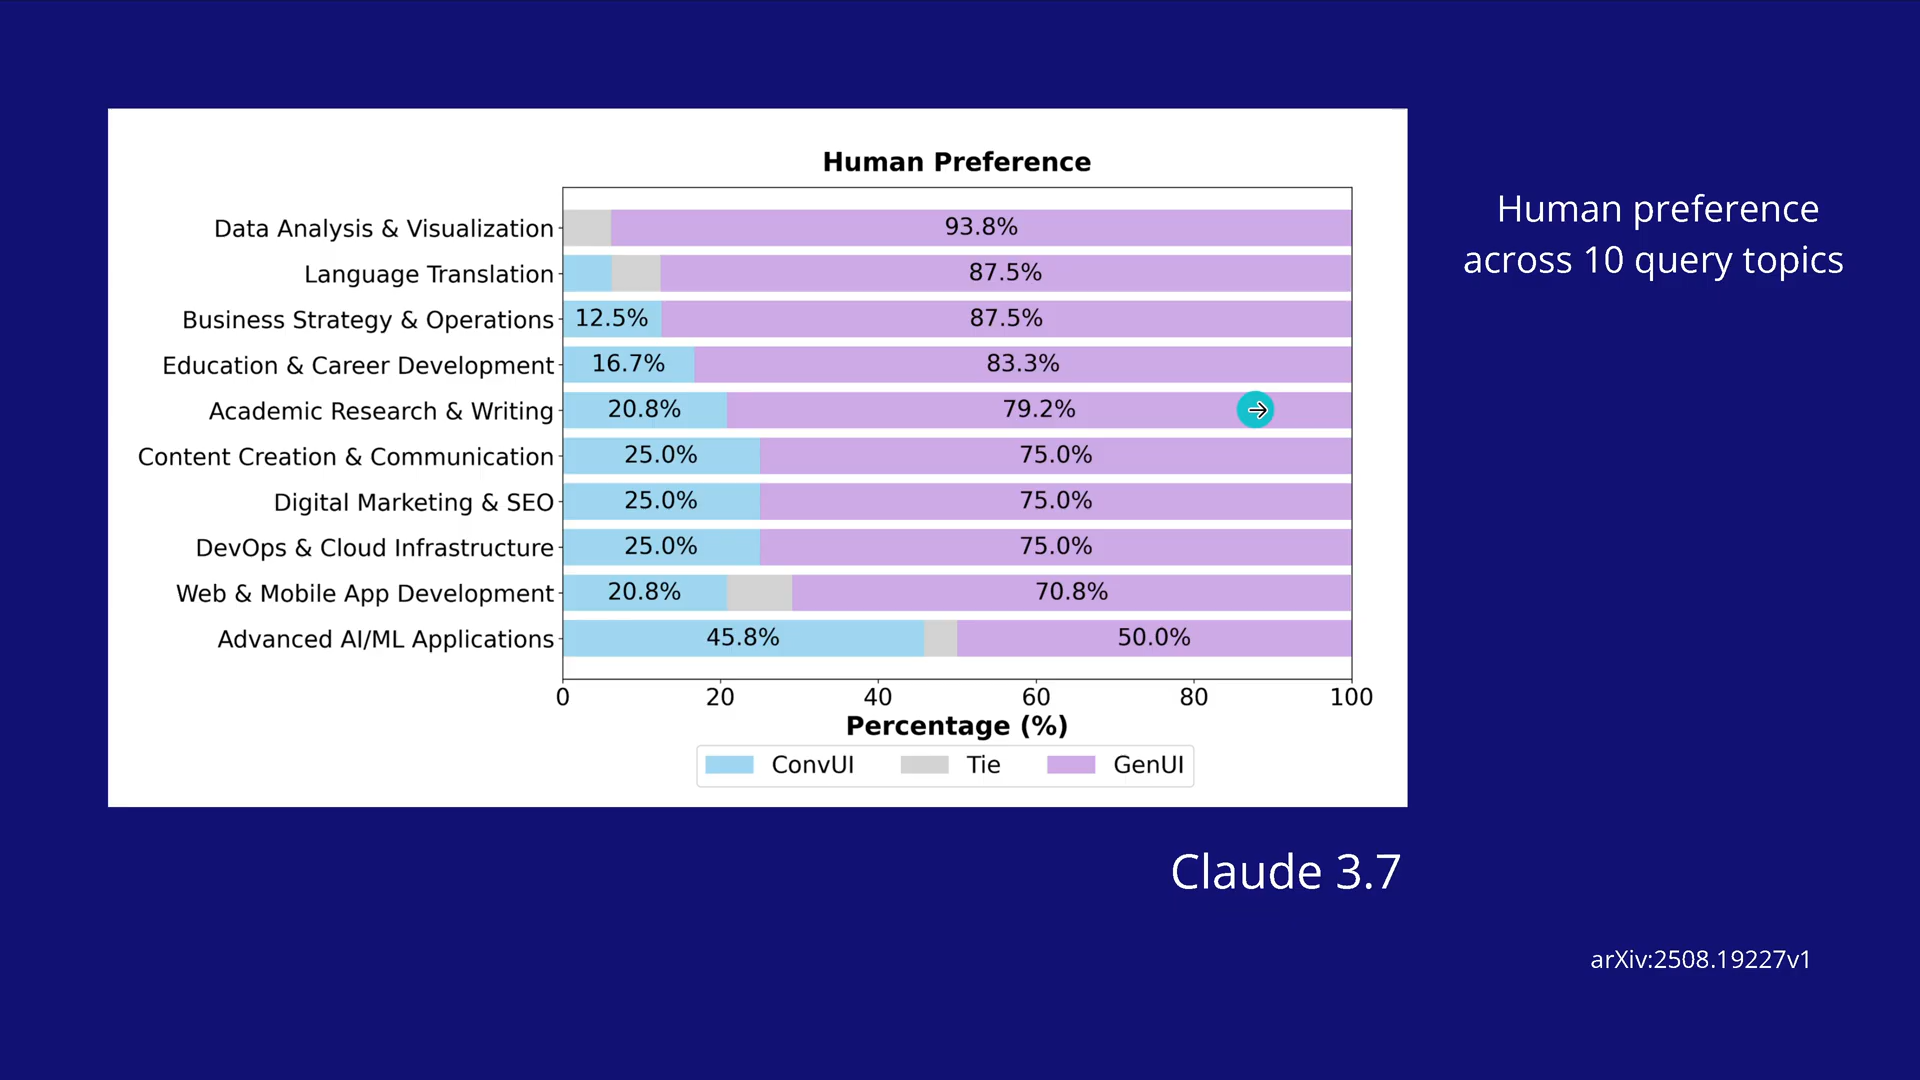 Human Preference
Data Analysis & Visualization 93.8%
Language Translation 87.5%
Business Strategy & Operations 12.5% 87.5%
Education & Career Development 16.7% 83.3%
Academic Research & Writing 20.8% 79.2%
Content Creation & Communication 25.0% 75.0%
Digital Marketing & SEO 25.0% 75.0%
DevOps & Cloud Infrastructure 25.0% 75.0%
Web & Mobile App Development 20.8% 70.8%
Advanced AI/ML Applications 45.8% 50.0%
0 20 40 60 80 100
Percentage (%)
ConvUI Tie GenUI
Human preference
across 10 query topics
Claude 3.7
arXiv:2508.19227v1